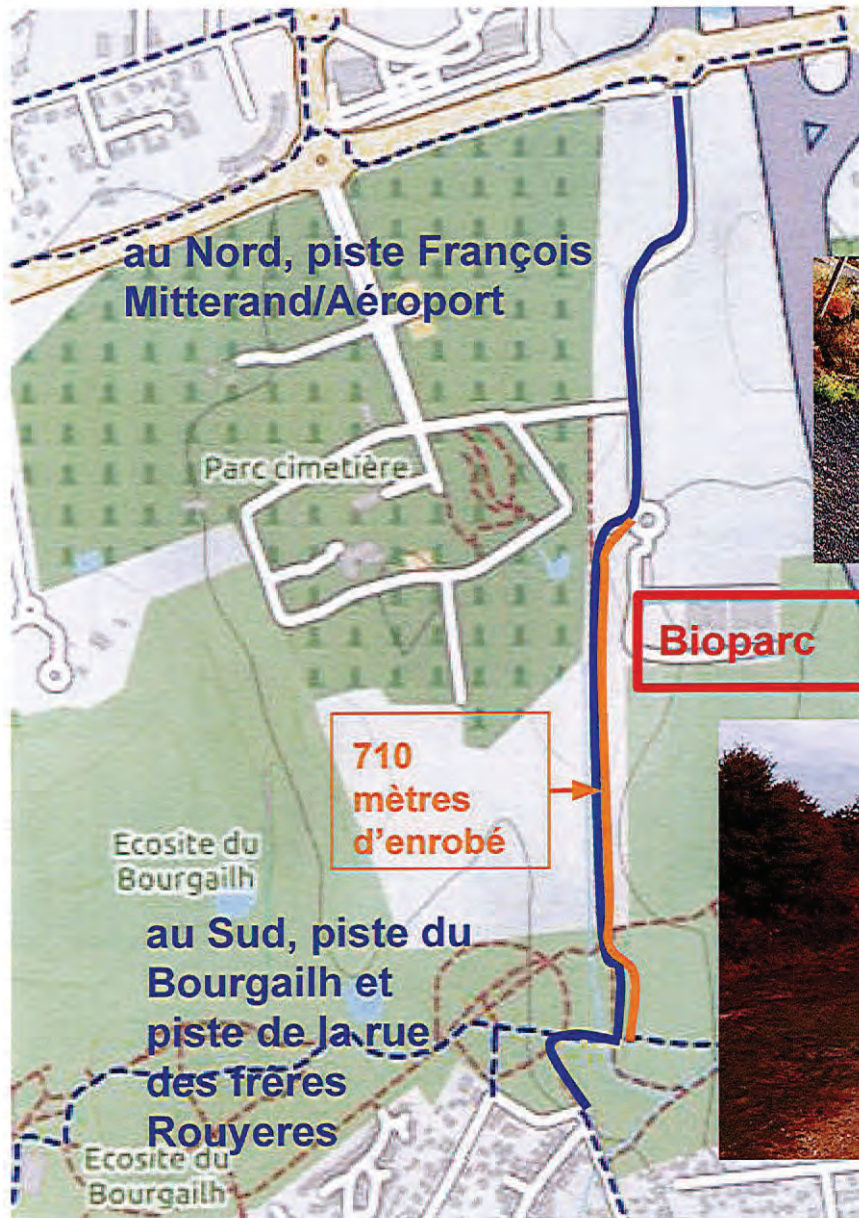 au Nord, piste François
Mitterand/Aéroport
Parc cimetière
Bioparc
710
mètres
d'enrobé
Ecosite du
Bourgailh
au Sud, piste du
Bourgailh et
piste de la rue
des frères
Rouyeres
Ecosite du
Bourgailh